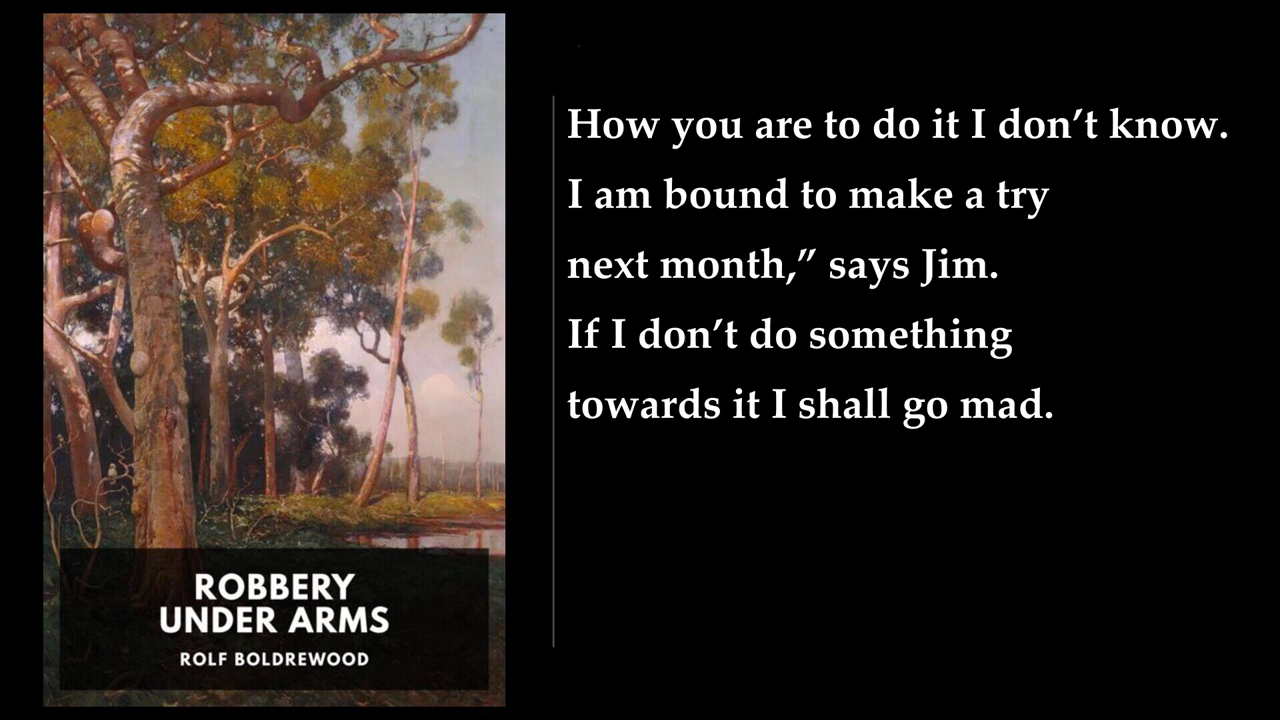 How you are to do it I don’t know.
I am bound to make a try
next month,” says Jim.
If I don’t do something
towards it I shall go mad.
ROBBERY
UNDER ARMS
ROLF BOLDREWOOD